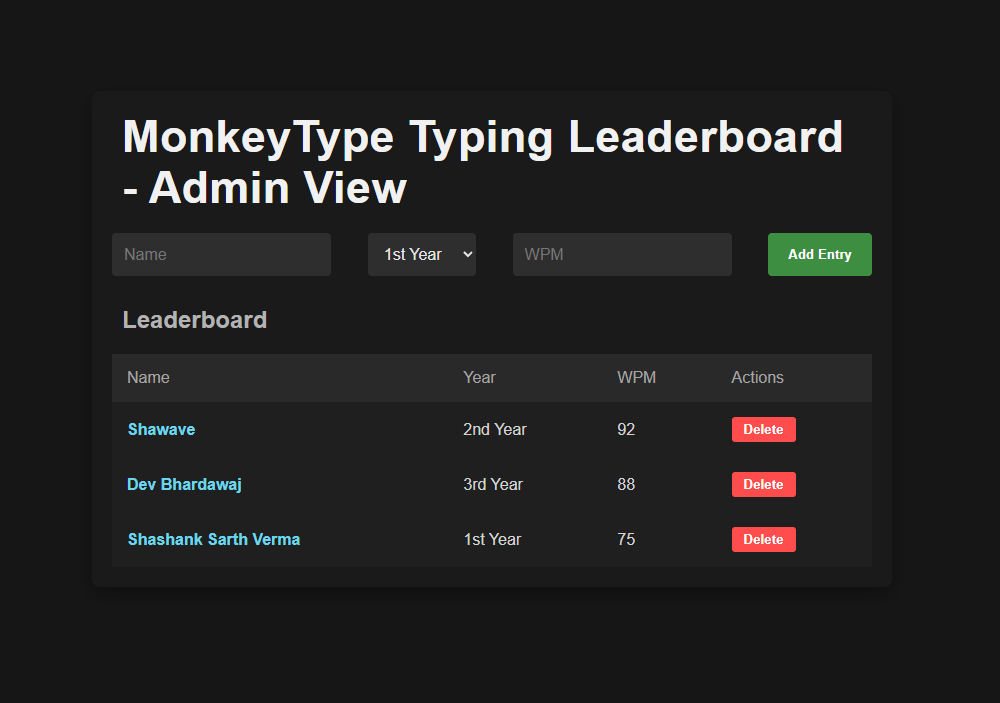 MonkeyType Typing Leaderboard
- Admin View
Name 1st Year WPM Add Entry
Leaderboard
Name Year WPM Actions
Shawave 2nd Year 92 Delete
Dev Bhardawaj 3rd Year 88 Delete
Shashank Sarth Verma 1st Year 75 Delete